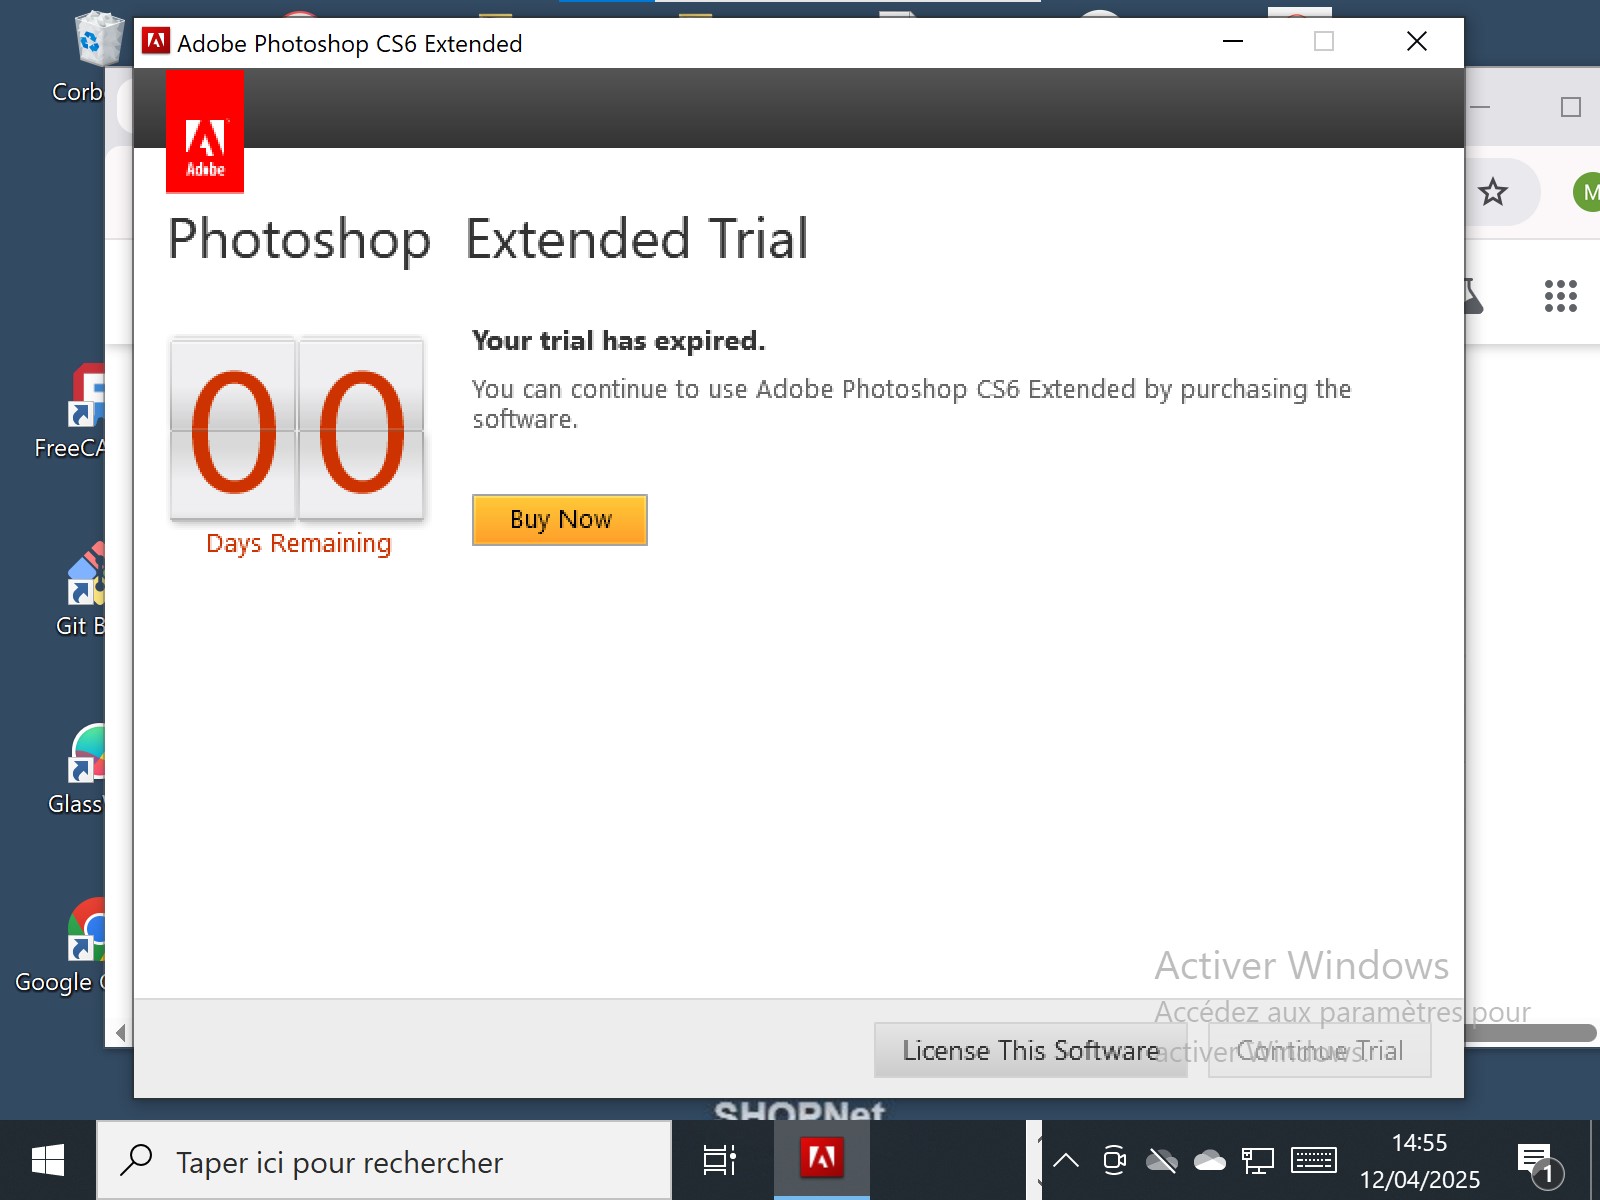 Corb
Adobe Photoshop CS6 Extended
Adobe
M
Photoshop Extended Trial
00
Days Remaining
Your trial has expired.
You can continue to use Adobe Photoshop CS6 Extended by purchasing the
software.
Buy Now
FreeCA
Git B
Glass
Google
Activer Windows
Accédez aux paramètres pour
activer Windows.
License This Software
Continue Trial
SHOPNet
Taper ici pour rechercher
14:55
12/04/2025
1